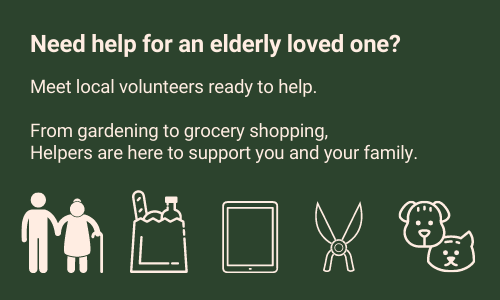 Need help for an elderly loved one?
Meet local volunteers ready to help.
From gardening to grocery shopping,
Helpers are here to support you and your family.